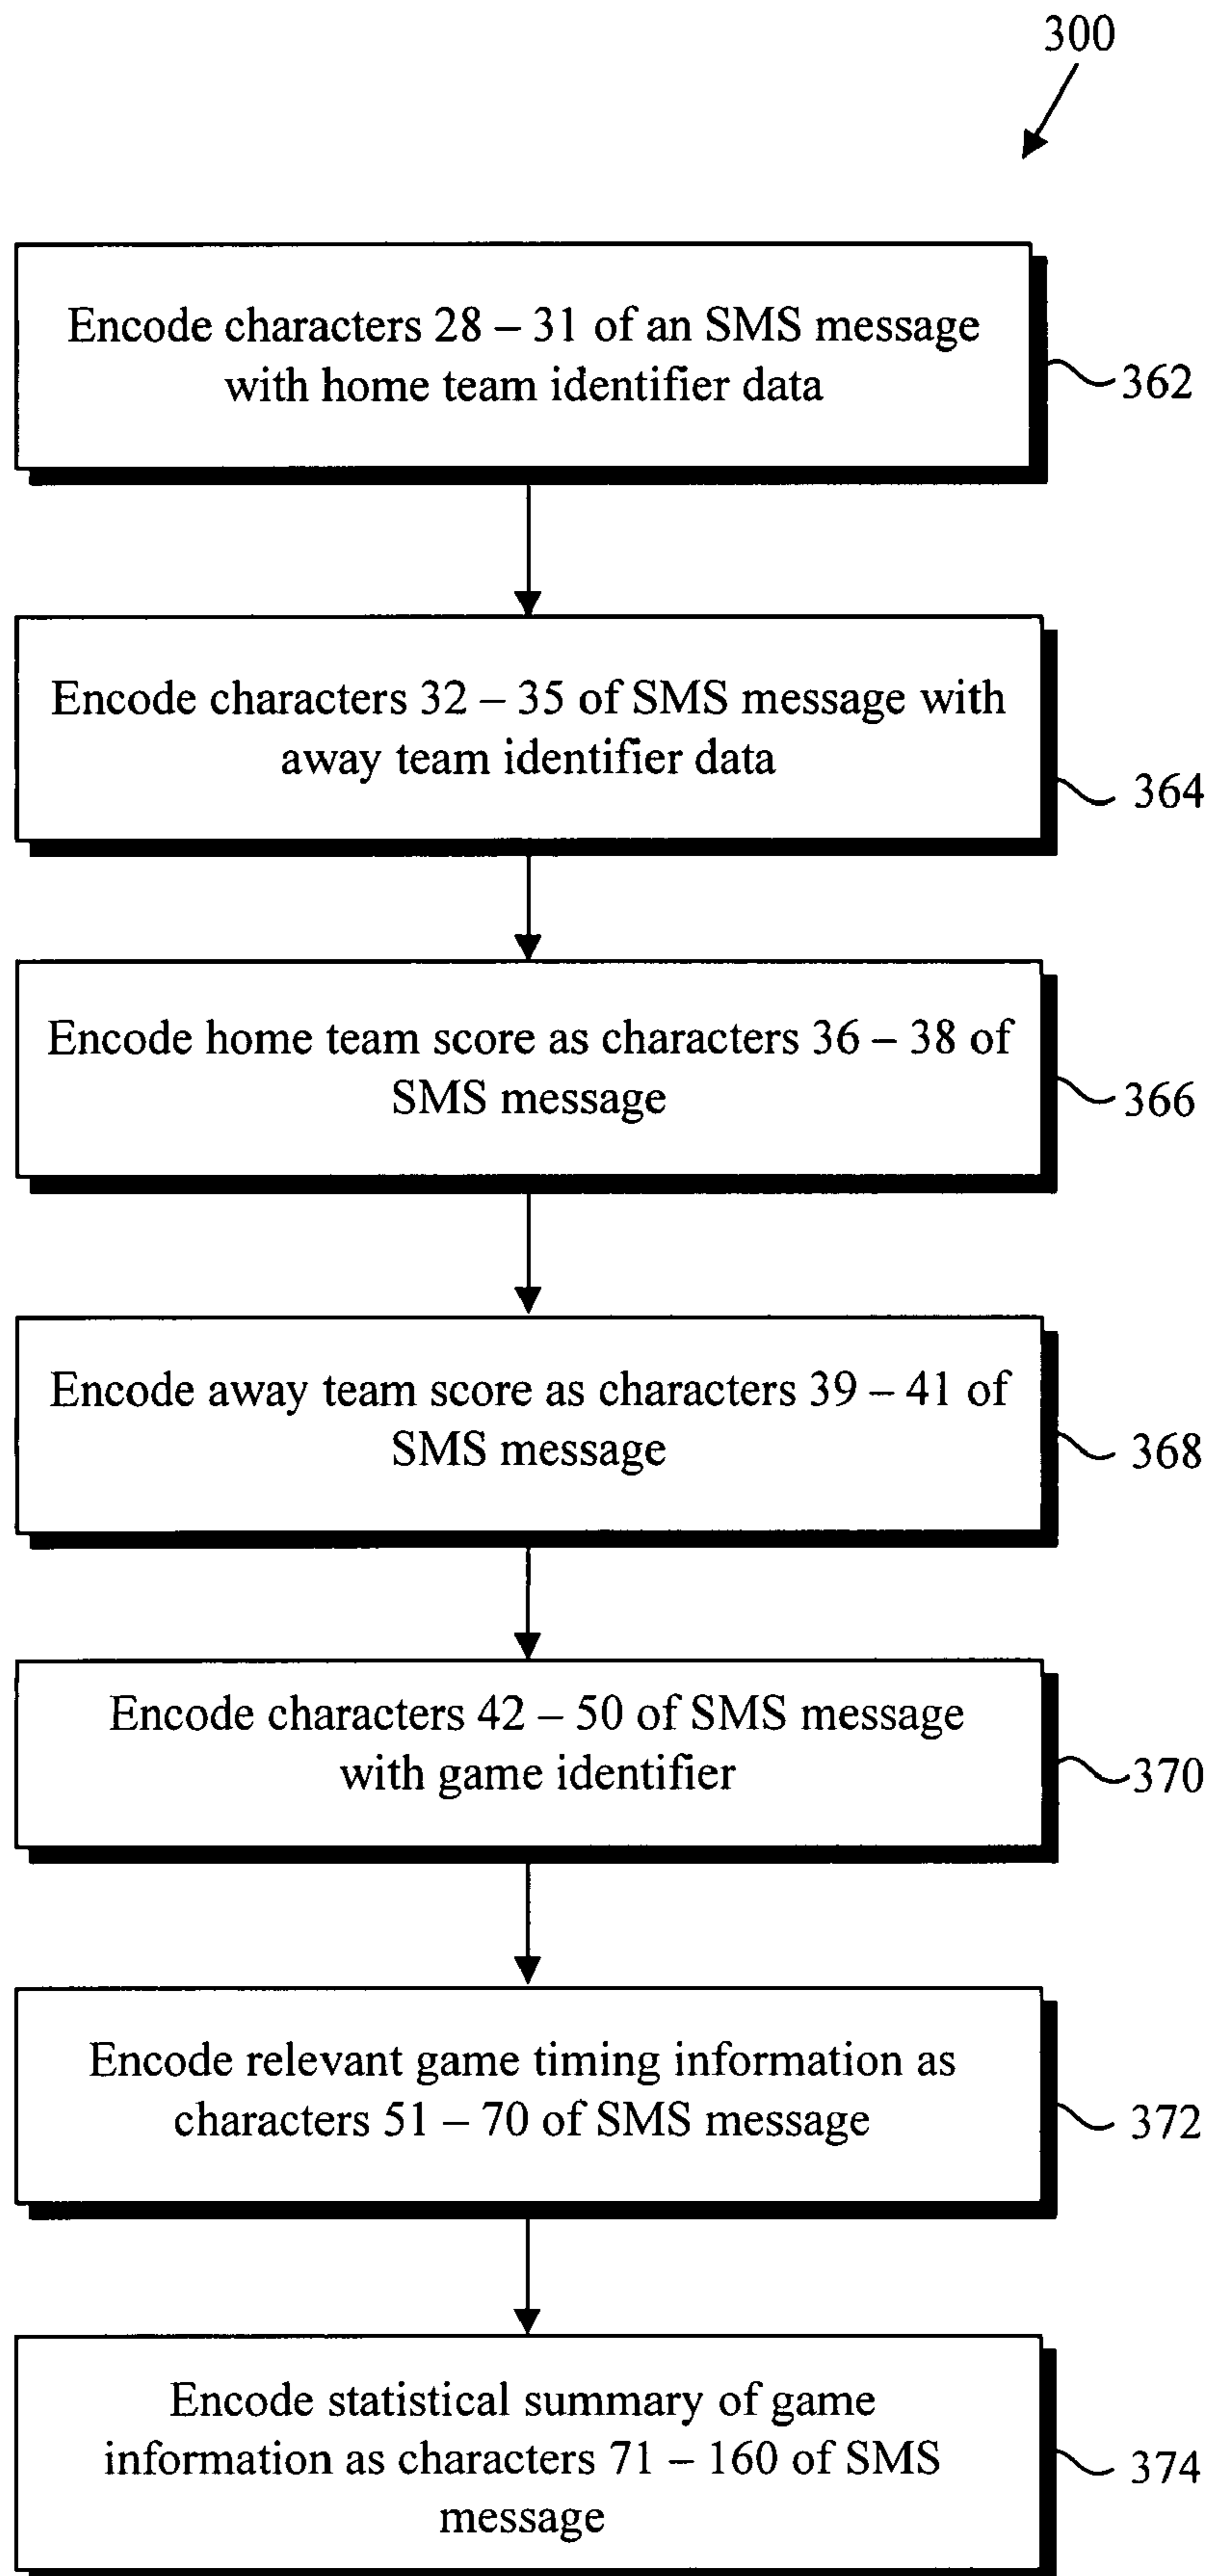 300
Encode characters 28 – 31 of an SMS message
with home team identifier data
362
Encode characters 32 – 35 of SMS message with
away team identifier data
364
Encode home team score as characters 36 – 38 of
SMS message
366
Encode away team score as characters 39 – 41 of
SMS message
368
Encode characters 42 – 50 of SMS message
with game identifier
370
Encode relevant game timing information as
characters 51 – 70 of SMS message
372
Encode statistical summary of game
information as characters 71 – 160 of SMS
message
374